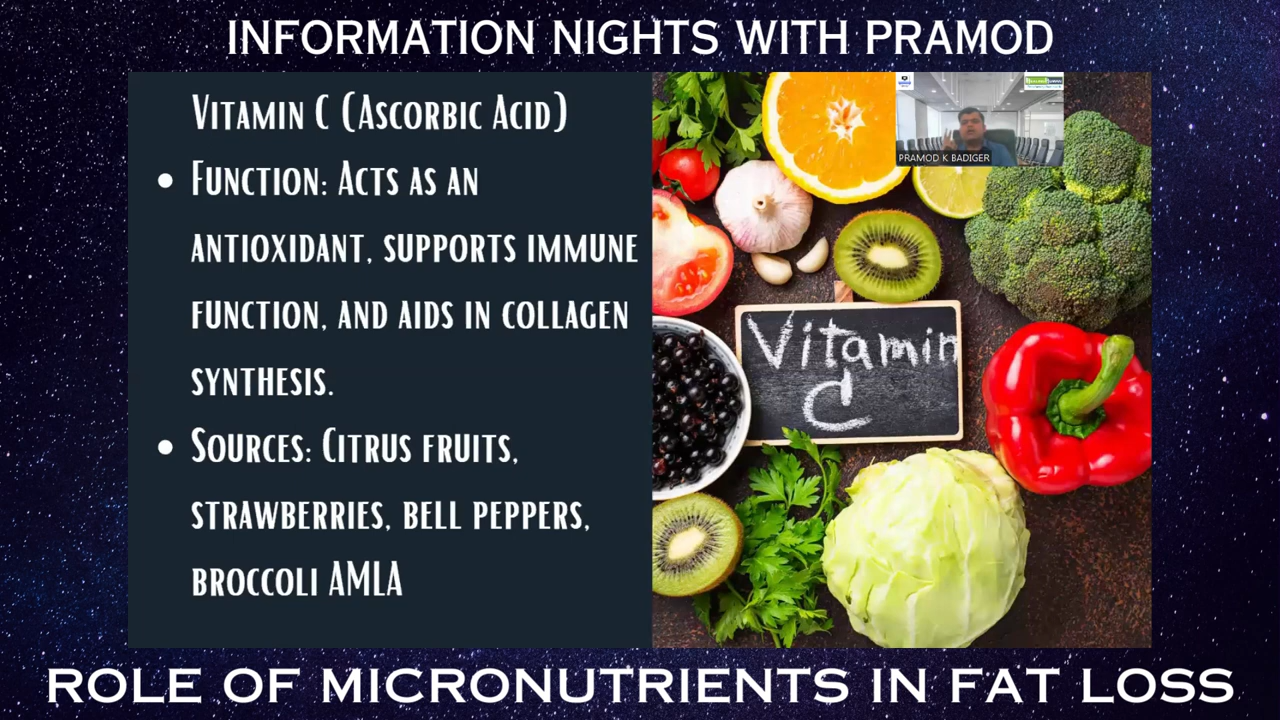 INFORMATION NIGHTS WITH PRAMOD
VITAMIN C (ASCORBIC ACID)
• FUNCTION: ACTS AS AN
ANTIOXIDANT, SUPPORTS IMMUNE
FUNCTION, AND AIDS IN COLLAGEN
SYNTHESIS.
• SOURCES: CITRUS FRUITS,
STRAWBERRIES, BELL PEPPERS,
BROCCOLI AMLA
PRAMOD K BADIGER
Vitamin
C
ROLE OF MICRONUTRIENTS IN FAT LOSS